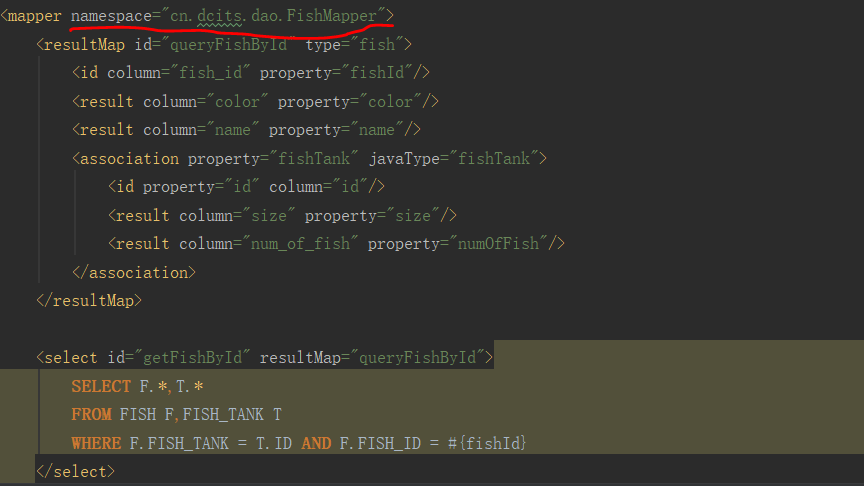 <mapper namespace="cn.dcits.dao.FishMapper">
<resultMap id="queryFishById" type="fish">
<id column="fish_id" property="fishId"/>
<result column="color" property="color"/>
<result column="name" property="name"/>
<association property="fishTank" javaType="fishTank">
<id property="id" column="id"/>
<result column="size" property="size"/>
<result column="num_of_fish" property="numOfFish"/>
</association>
</resultMap>
<select id="getFishById" resultMap="queryFishById">
SELECT F.*,T.*
FROM FISH F,FISH_TANK T
WHERE F.FISH_TANK = T.ID AND F.FISH_ID = #{fishId}
</select>